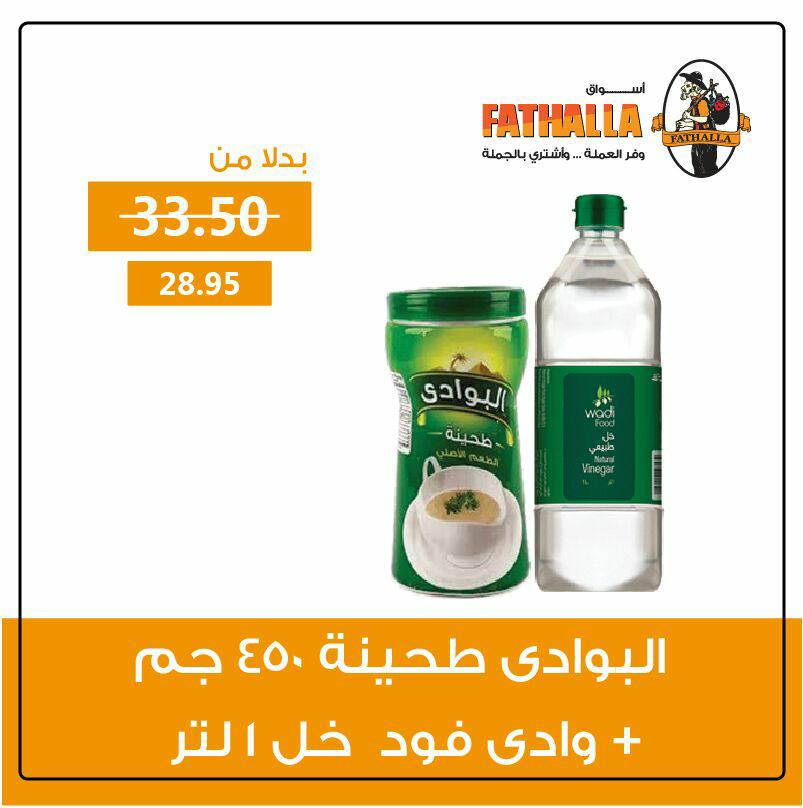 أســـواق
FATHALLA
وفر العملة ... وأشتري بالجملة
FATHALLA
بدلا من
33.50
28.95
البوادى
طحينة
الطعم الأصلي
wadi
Food
خل
طبيعي
Natural
Vinegar
البوادى طحينة ٤٥٠ جم
+ وادى فود خل ١ لتر